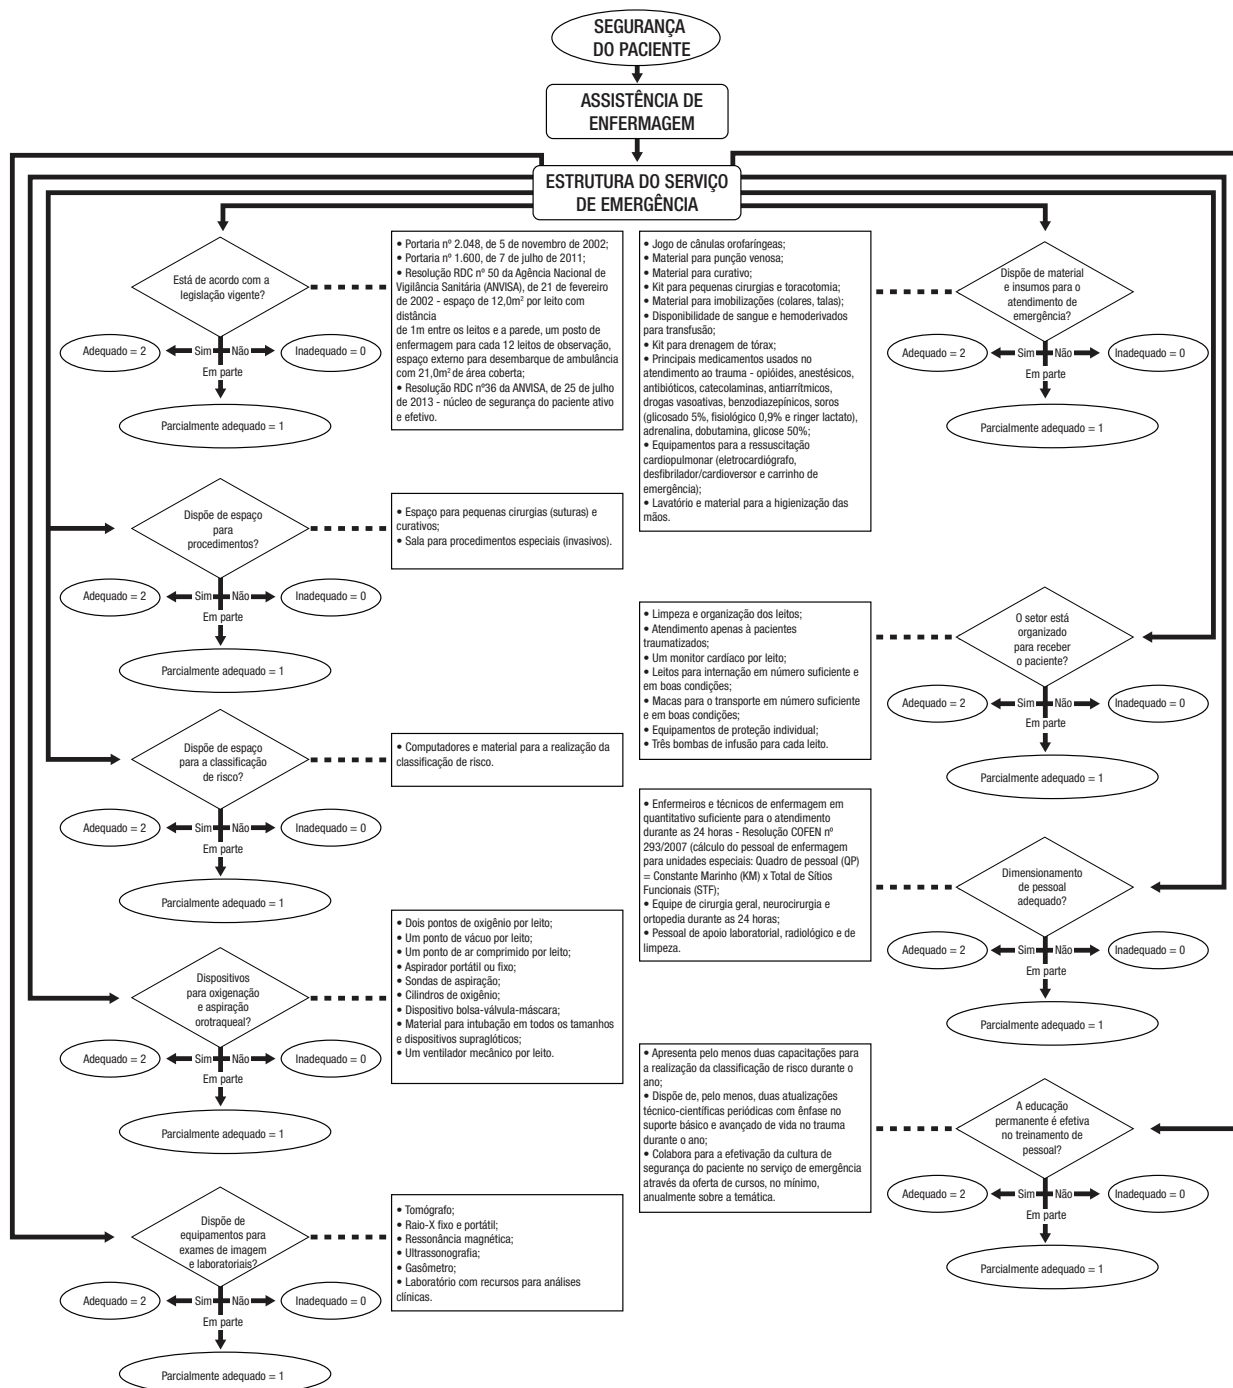 SEGURANÇA
DO PACIENTE
ASSISTÊNCIA DE
ENFERMAGEM
ESTRUTURA DO SERVIÇO
DE EMERGÊNCIA
Está de acordo com a
legislação vigente?
Adequado = 2
Sim
Não
Inadequado = 0
Em parte
Parcialmente adequado = 1
• Portaria nº 2.048, de 5 de novembro de 2002;
• Portaria nº 1.600, de 7 de julho de 2011;
• Resolução RDC nº 50 da Agência Nacional de
Vigilância Sanitária (ANVISA), de 21 de fevereiro
de 2002 - espaço de 12,0m² por leito com
distância
de 1m entre os leitos e a parede, um posto de
enfermagem para cada 12 leitos de observação,
espaço externo para desembarque de ambulância
com 21,0m² de área coberta;
• Resolução RDC nº36 da ANVISA, de 25 de julho
de 2013 - núcleo de segurança do paciente ativo
e efetivo.
Dispõe de espaço
para
procedimentos?
Adequado = 2
Sim
Não
Inadequado = 0
Em parte
Parcialmente adequado = 1
• Espaço para pequenas cirurgias (suturas) e
curativos;
• Sala para procedimentos especiais (invasivos).
Dispõe de espaço
para a classificação
de risco?
Adequado = 2
Sim
Não
Inadequado = 0
Em parte
Parcialmente adequado = 1
• Computadores e material para a realização da
classificação de risco.
Dispositivos
para oxigenação
e aspiração
orotraqueal?
Adequado = 2
Sim
Não
Inadequado = 0
Em parte
Parcialmente adequado = 1
• Dois pontos de oxigênio por leito;
• Um ponto de vácuo por leito;
• Um ponto de ar comprimido por leito;
• Aspirador portátil ou fixo;
• Sondas de aspiração;
• Cilindros de oxigênio;
• Dispositivo bolsa-válvula-máscara;
• Material para intubação em todos os tamanhos
e dispositivos supraglóticos;
• Um ventilador mecânico por leito.
Dispõe de
equipamentos para
exames de imagem
e laboratoriais?
Adequado = 2
Sim
Não
Inadequado = 0
Em parte
Parcialmente adequado = 1
• Tomógrafo;
• Raio-X fixo e portátil;
• Ressonância magnética;
• Ultrassonografia;
• Gasômetro;
• Laboratório com recursos para análises
clínicas.
• Jogo de cânulas orofaríngeas;
• Material para punção venosa;
• Material para curativo;
• Kit para pequenas cirurgias e toracotomia;
• Material para imobilizações (colares, talas);
• Disponibilidade de sangue e hemoderivados
para transfusão;
• Kit para drenagem de tórax;
• Principais medicamentos usados no
atendimento ao trauma - opióides, anestésicos,
antibióticos, catecolaminas, antiarrítmicos,
drogas vasoativas, benzodiazepínicos, soros
(glicosado 5%, fisiológico 0,9% e ringer lactato),
adrenalina, dobutamina, glicose 50%;
• Equipamentos para a ressuscitação
cardiopulmonar (eletrocardiógrafo,
desfibrilador/cardioversor e carrinho de
emergência);
• Lavatório e material para a higienização das
mãos.
Dispõe de material
e insumos para o
atendimento de
emergência?
Adequado = 2
Sim
Não
Inadequado = 0
Em parte
Parcialmente adequado = 1
• Limpeza e organização dos leitos;
• Atendimento apenas à pacientes
traumatizados;
• Um monitor cardíaco por leito;
• Leitos para internação em número suficiente e
em boas condições;
• Macas para o transporte em número suficiente
e em boas condições;
• Equipamentos de proteção individual;
• Três bombas de infusão para cada leito.
O setor está
organizado
para receber
o paciente?
Adequado = 2
Sim
Não
Inadequado = 0
Em parte
Parcialmente adequado = 1
• Enfermeiros e técnicos de enfermagem em
quantitativo suficiente para o atendimento
durante as 24 horas - Resolução COFEN nº
293/2007 (cálculo do pessoal de enfermagem
para unidades especiais: Quadro de pessoal (QP)
= Constante Marinho (KM) x Total de Sítios
Funcionais (STF);
• Equipe de cirurgia geral, neurocirurgia e
ortopedia durante as 24 horas;
• Pessoal de apoio laboratorial, radiológico e de
limpeza.
Dimensionamento
de pessoal
adequado?
Adequado = 2
Sim
Não
Inadequado = 0
Em parte
Parcialmente adequado = 1
• Apresenta pelo menos duas capacitações para
a realização da classificação de risco durante o
ano;
• Dispõe de, pelo menos, duas atualizações
técnico-científicas periódicas com ênfase no
suporte básico e avançado de vida no trauma
durante o ano;
• Colabora para a efetivação da cultura de
segurança do paciente no serviço de emergência
através da oferta de cursos, no mínimo,
anualmente sobre a temática.
A educação
permanente é efetiva
no treinamento de
pessoal?
Adequado = 2
Sim
Não
Inadequado = 0
Em parte
Parcialmente adequado = 1